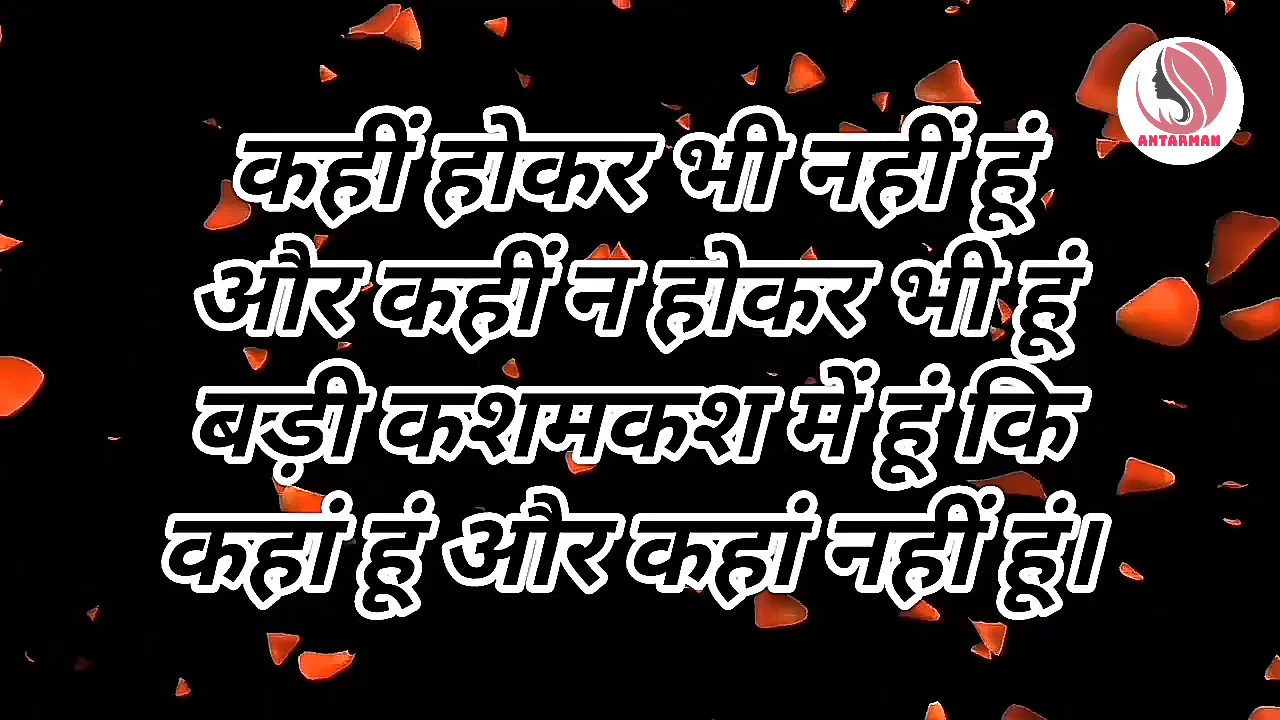 ANTARMAN
कहीं होकर भी नहीं हूं
और कहीं न होकर भी हूं
बड़ी कशमकश में हूं कि
कहां हूं और कहां नहीं हूं।